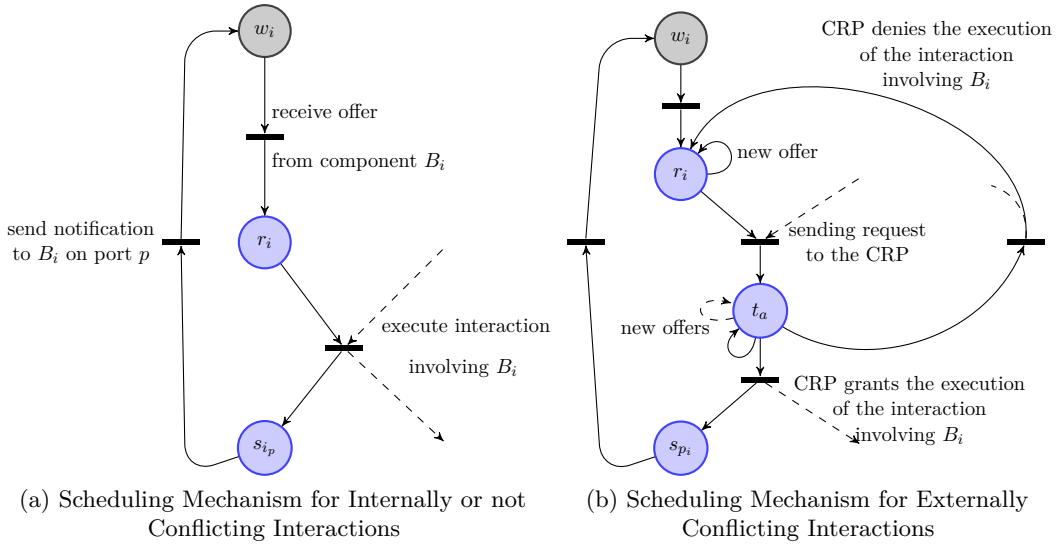 w_i
receive offer
from component B_i
send notification
to B_i on port p
r_i
execute interaction
involving B_i
s_{i_p}
(a) Scheduling Mechanism for Internally or not
Conflicting Interactions
w_i
CRP denies the execution
of the interaction
involving B_i
new offer
r_i
sending request
to the CRP
t_a
new offers
CRP grants the execution
of the interaction
involving B_i
s_{p_i}
(b) Scheduling Mechanism for Externally
Conflicting Interactions